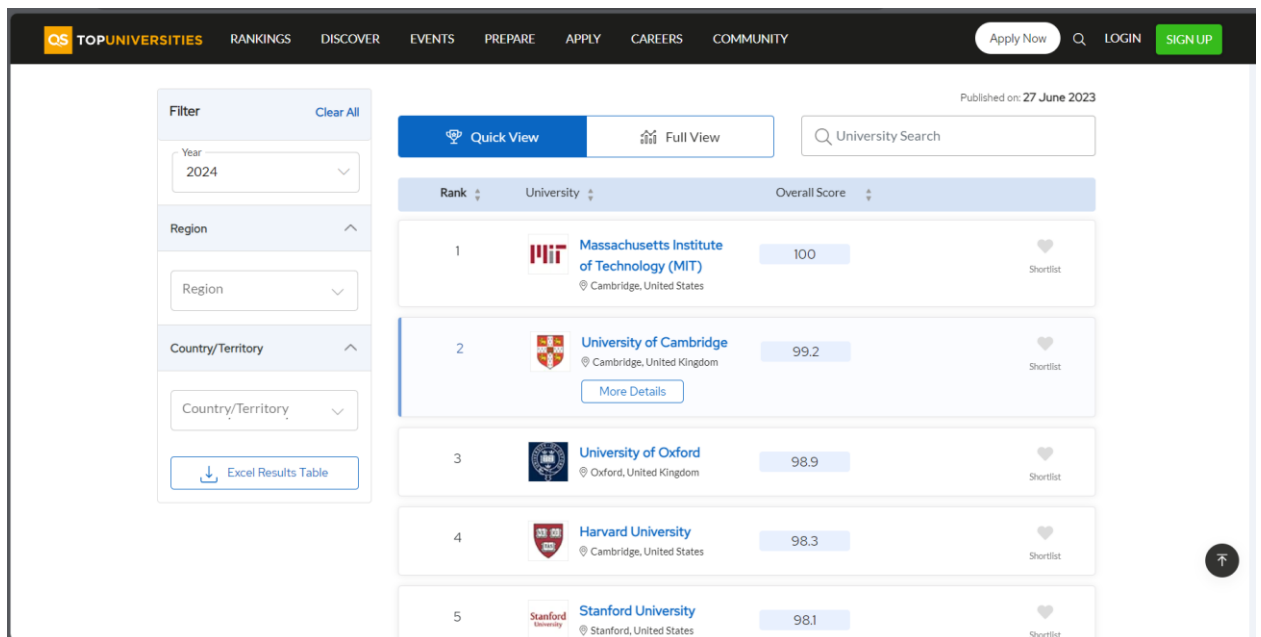 QS TOPUNIVERSITIES RANKINGS DISCOVER EVENTS PREPARE APPLY CAREERS COMMUNITY Apply Now LOGIN SIGN UP
Published on: 27 June 2023
Filter Clear All
Year
2024
Region
Region
Country/Territory
Country/Territory
Excel Results Table
Quick View Full View University Search
Rank University Overall Score
1 Massachusetts Institute
of Technology (MIT) 100
Cambridge, United States Shortlist
2 University of Cambridge 99.2
Cambridge, United Kingdom Shortlist
More Details
3 University of Oxford 98.9
Oxford, United Kingdom Shortlist
4 Harvard University 98.3
Cambridge, United States Shortlist
5 Stanford University Stanford University 98.1
Stanford, United States Shortlist